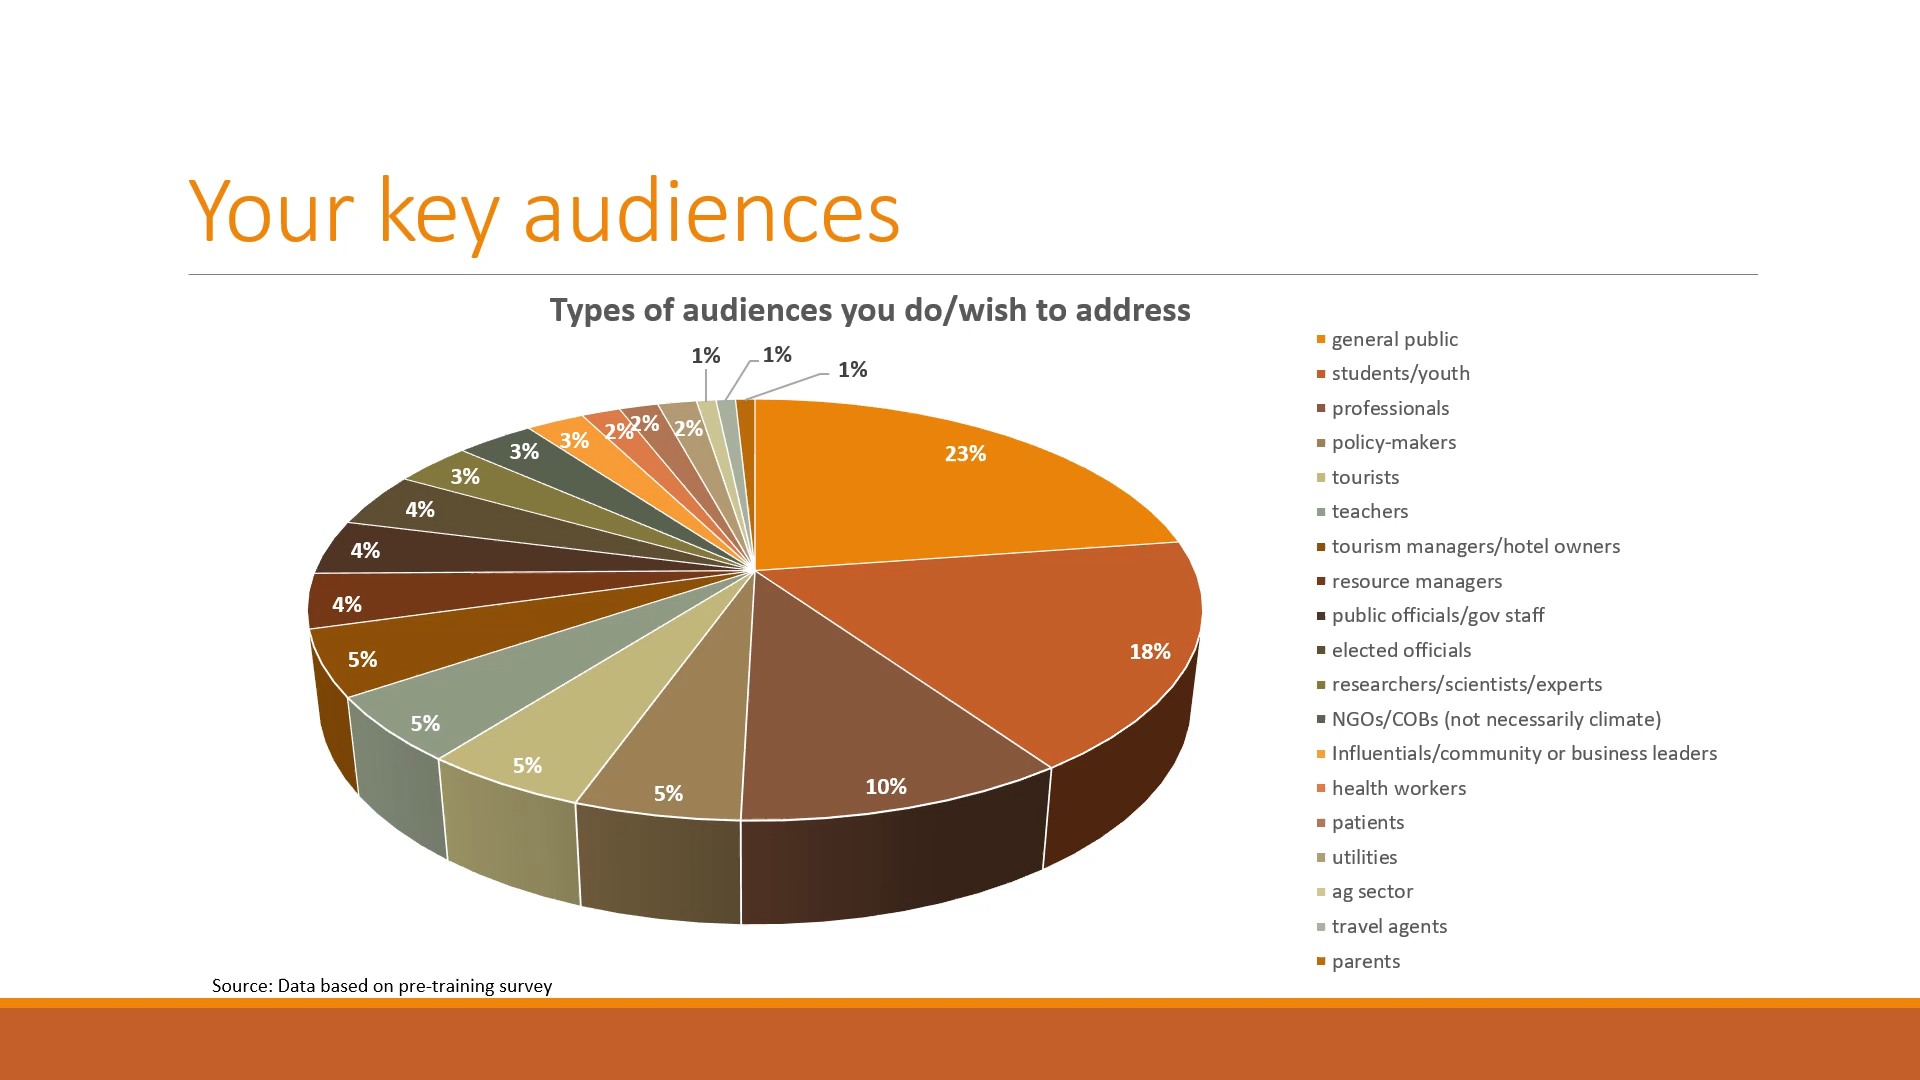 Your key audiences
Types of audiences you do/wish to address
1%
1%
1%
23%
18%
10%
5%
5%
5%
5%
4%
4%
4%
3%
3%
3%
2%
2%
2%
general public
students/youth
professionals
policy-makers
tourists
teachers
tourism managers/hotel owners
resource managers
public officials/gov staff
elected officials
researchers/scientists/experts
NGOs/COBs (not necessarily climate)
Influentials/community or business leaders
health workers
patients
utilities
ag sector
travel agents
parents
Source: Data based on pre-training survey